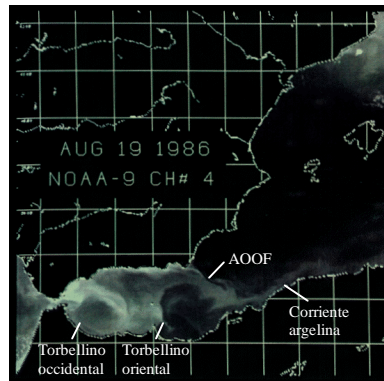 AUG 19 1986
NOAA-9 CH# 4
AOOF
Corriente
argelina
Torbellino
occidental
Torbellino
oriental